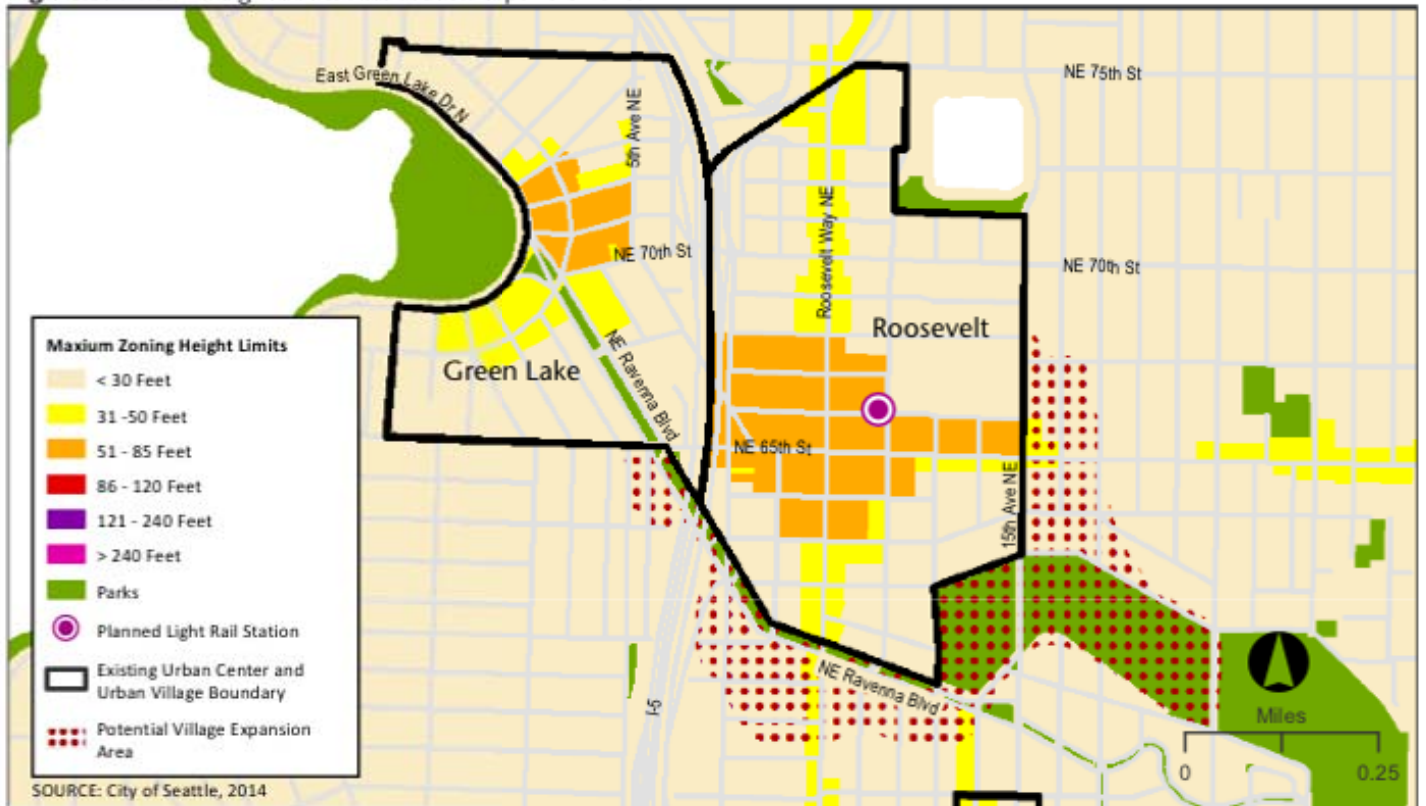 NE 75th St
East Green Lake Dr N
5th Ave NE
Roosevelt Way NE
NE 70th St
NE 70th St
Roosevelt
Green Lake
NE Ravenna Blvd
NE 65th St
15th Ave NE
NE Ravenna Blvd
I-5
Maxium Zoning Height Limits
< 30 Feet
31 -50 Feet
51 - 85 Feet
86 - 120 Feet
121 - 240 Feet
> 240 Feet
Parks
Planned Light Rail Station
Existing Urban Center and
Urban Village Boundary
Potential Village Expansion
Area
Miles
0 0.25
SOURCE: City of Seattle, 2014